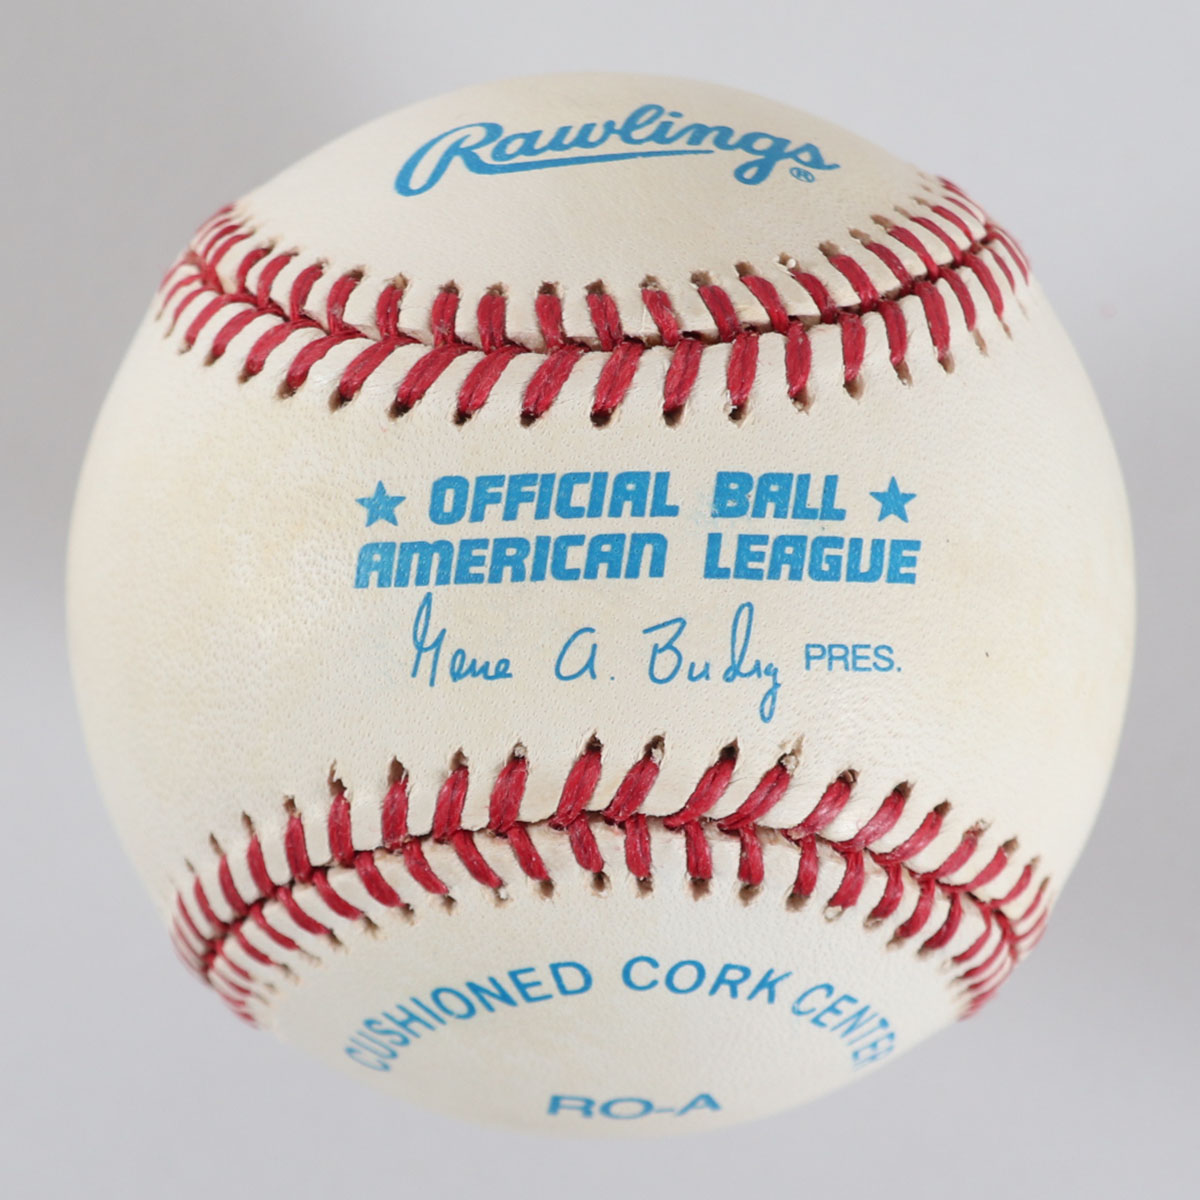 Rawlings®
★ OFFICIAL BALL ★
AMERICAN LEAGUE
Gene A. Budig PRES.
CUSHIONED CORK CENTER
RO-A